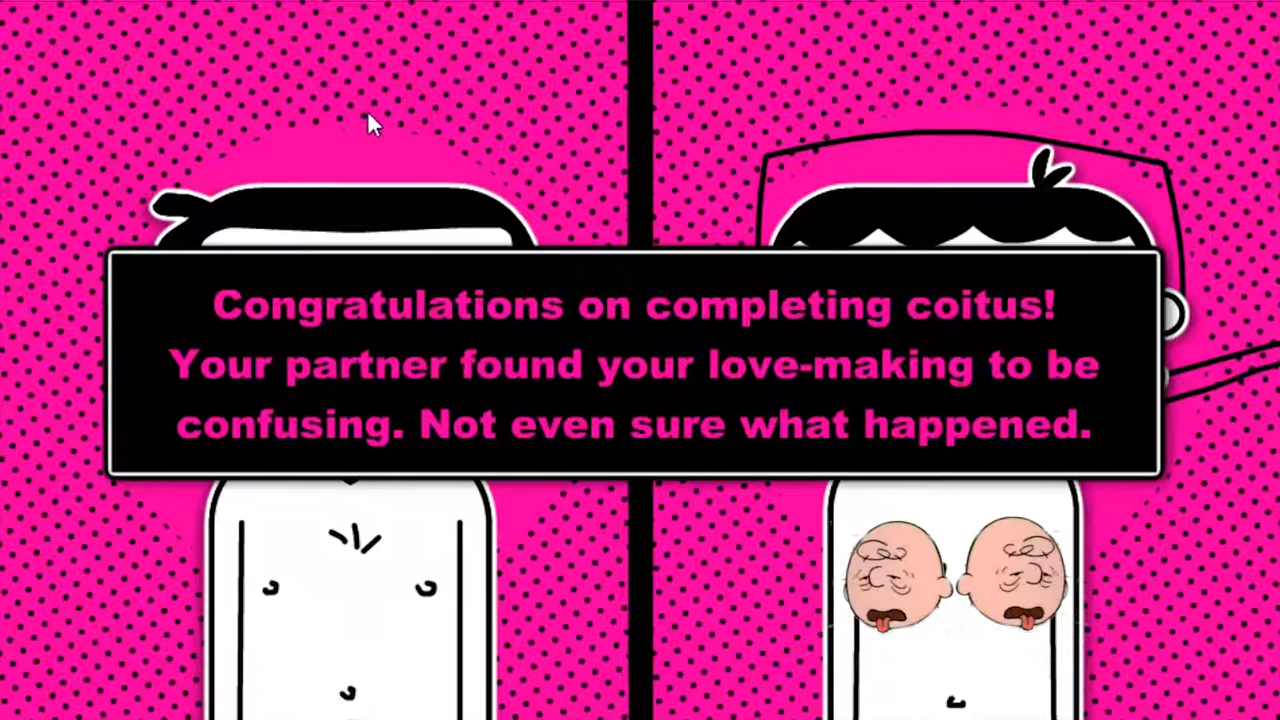 Congratulations on completing coitus!
Your partner found your love-making to be
confusing. Not even sure what happened.